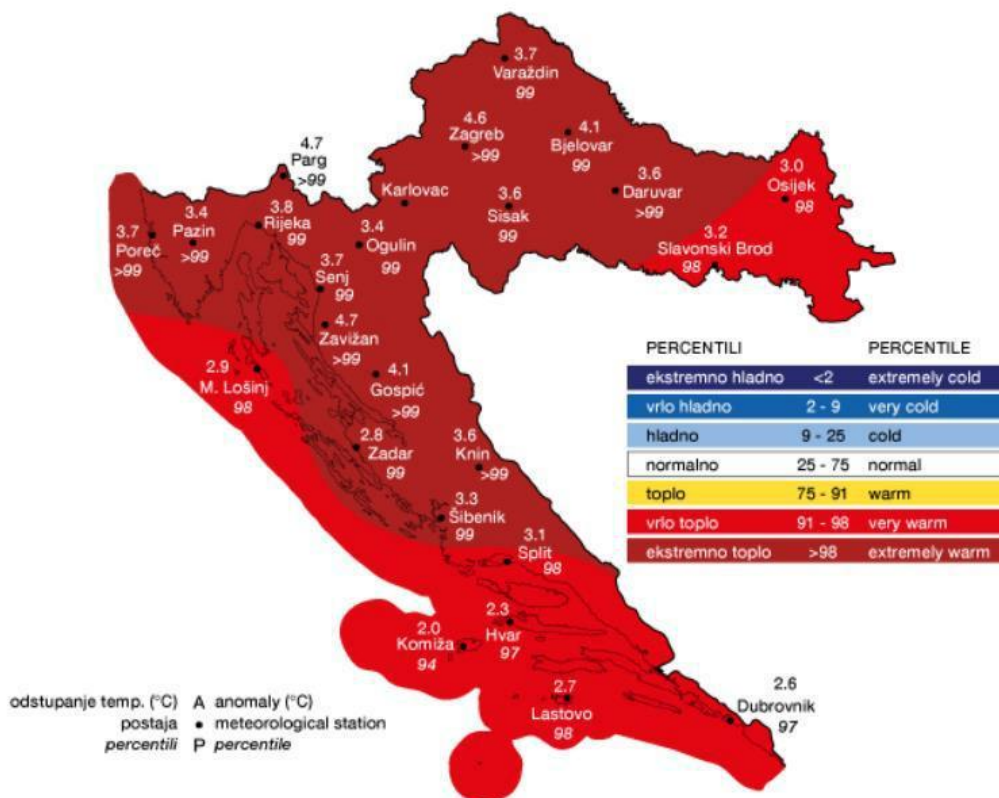 3.7
Varaždin
99
4.6
Zagreb
>99
4.1
Bjelovar
99
4.7
Parg
>99
3.6
Daruvar
>99
3.0
Osijek
98
Karlovac
3.6
Sisak
99
3.8
Rijeka
99
3.4
Pazin
>99
3.7
Poreč
>99
3.4
Ogulin
99
3.2
Slavonski Brod
98
3.7
Senj
99
4.7
Zavižan
>99
2.9
M. Lošinj
98
4.1
Gospić
>99
2.8
Zadar
99
3.6
Knin
>99
3.3
Šibenik
99
3.1
Split
98
2.3
Hvar
97
2.0
Komiža
94
2.7
Lastovo
98
2.6
Dubrovnik
97
PERCENTILI PERCENTILE
ekstremno hladno <2 extremely cold
vrlo hladno 2 - 9 very cold
hladno 9 - 25 cold
normalno 25 - 75 normal
toplo 75 - 91 warm
vrlo toplo 91 - 98 very warm
ekstremno toplo >98 extremely warm
odstupanje temp. (°C) A anomaly (°C)
postaja • meteorological station
percentili P percentile